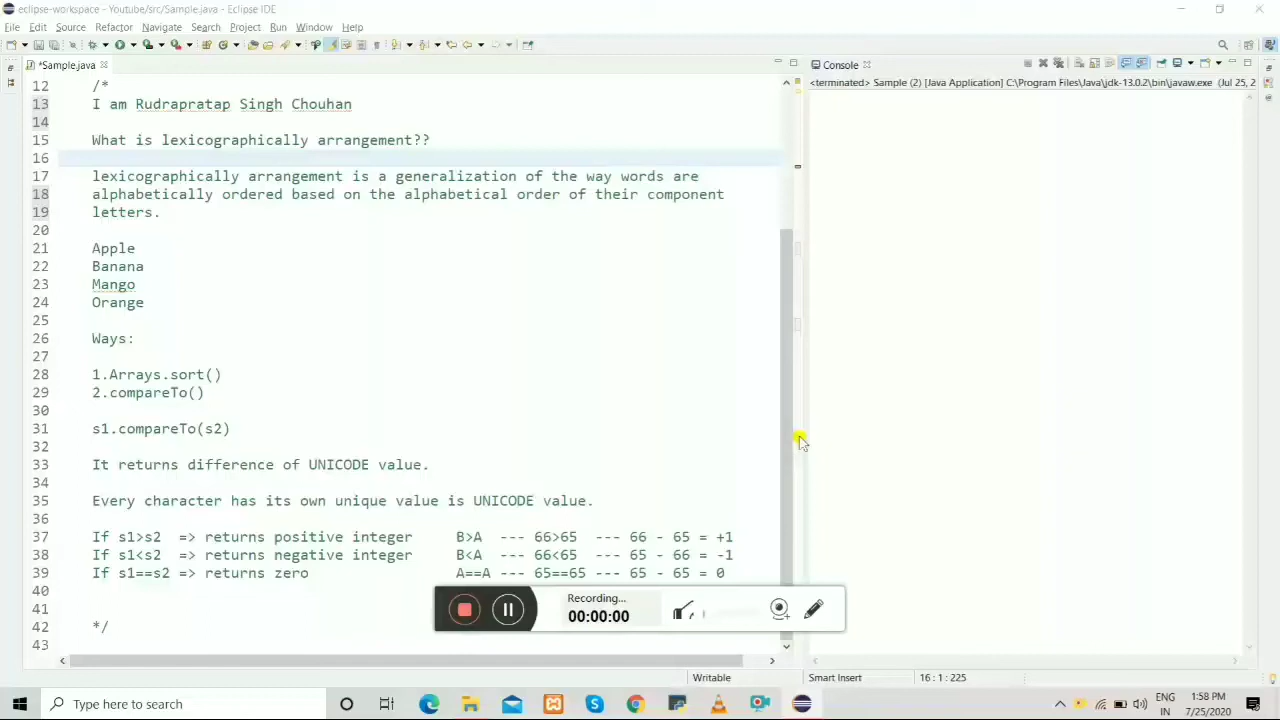 eclipse-workspace - Youtube/src/Sample.java - Eclipse IDE
File Edit Source Refactor Navigate Search Project Run Window Help
*Sample.java
Console
<terminated> Sample (2) [Java Application] C:\Program Files\Java\jdk-13.0.2\bin\javaw.exe (Jul 25, 2
12 /*
13 I am Rudrapratap Singh Chouhan
14
15 What is lexicographically arrangement??
16
17 Lexicographically arrangement is a generalization of the way words are
18 alphabetically ordered based on the alphabetical order of their component
19 letters.
20
21 Apple
22 Banana
23 Mango
24 Orange
25
26 Ways:
27
28 1.Arrays.sort()
29 2.compareTo()
30
31 s1.compareTo(s2)
32
33 It returns difference of UNICODE value.
34
35 Every character has its own unique value is UNICODE value.
36
37 If s1>s2 => returns positive integer B>A --- 66>65 --- 66 - 65 = +1
38 If s1<s2 => returns negative integer B<A --- 66<65 --- 65 - 66 = -1
39 If s1==s2 => returns zero A==A --- 65==65 --- 65 - 65 = 0
40
41
42 */
43
Recording...
00:00:00
Writable
Smart Insert
16 : 1 : 225
Type here to search
ENG
IN
1:58 PM
7/25/2020